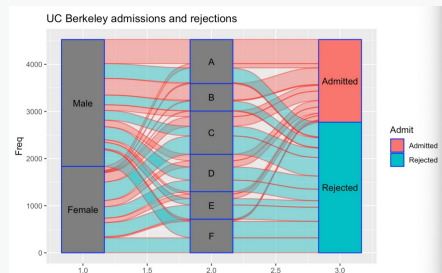 UC Berkeley admissions and rejections
Freq
4000
3000
2000
1000
0
Male
Female
A
B
C
D
E
F
Admitted
Rejected
1.0
1.5
2.0
2.5
3.0
Admit
Admitted
Rejected